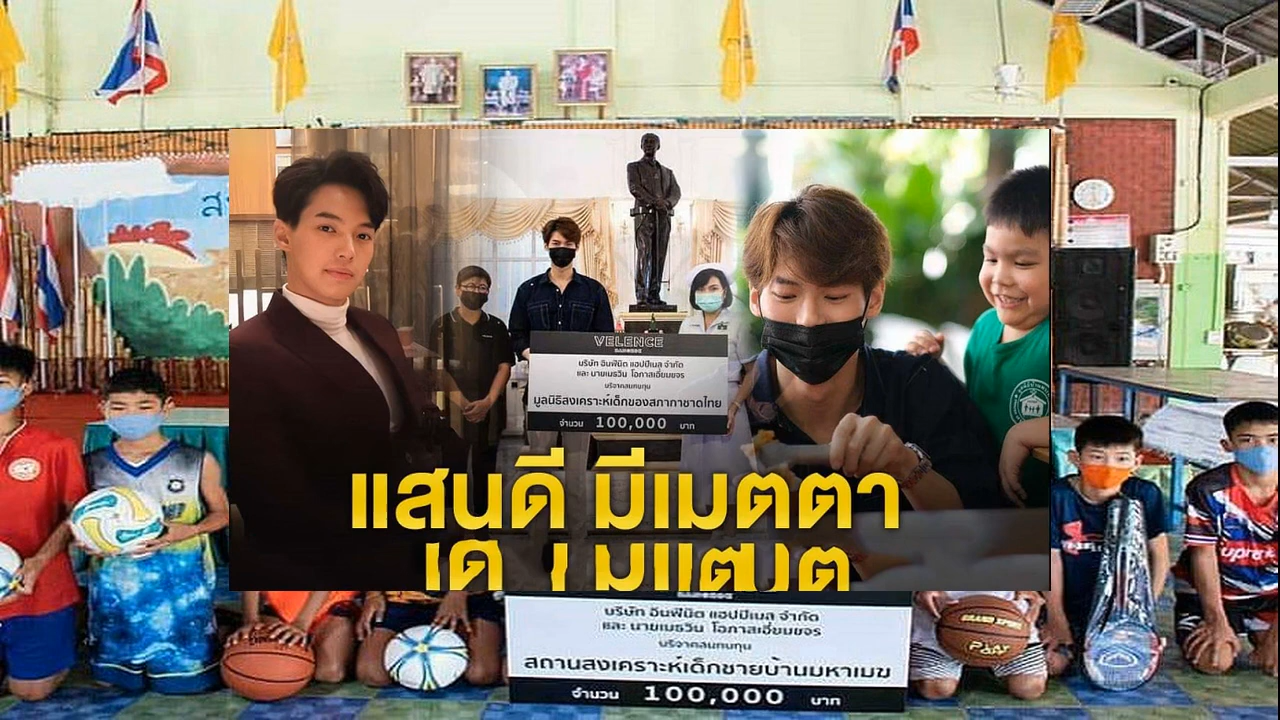 ส
VELENCE
BANGKOK
บริษัท อินฟินิต แฮปปีเนส จำกัด
และ นายเมธวิน โอภาสเอี่ยมขจร
บริจาคสมทบทุน
มูลนิธิสงเคราะห์เด็กของสภากาชาดไทย
จำนวน 100,000 บาท
แสนดี มีเมตตา
บริษัท อินฟินิต แฮปปีเนส จำกัด
และ นายเมธวิน โอภาสเอี่ยมขจร
บริจาคสมทบทุน
สถานสงเคราะห์เด็กชายบ้านมหาเมฆ
จำนวน 100,000 บาท
GRAND SPORT